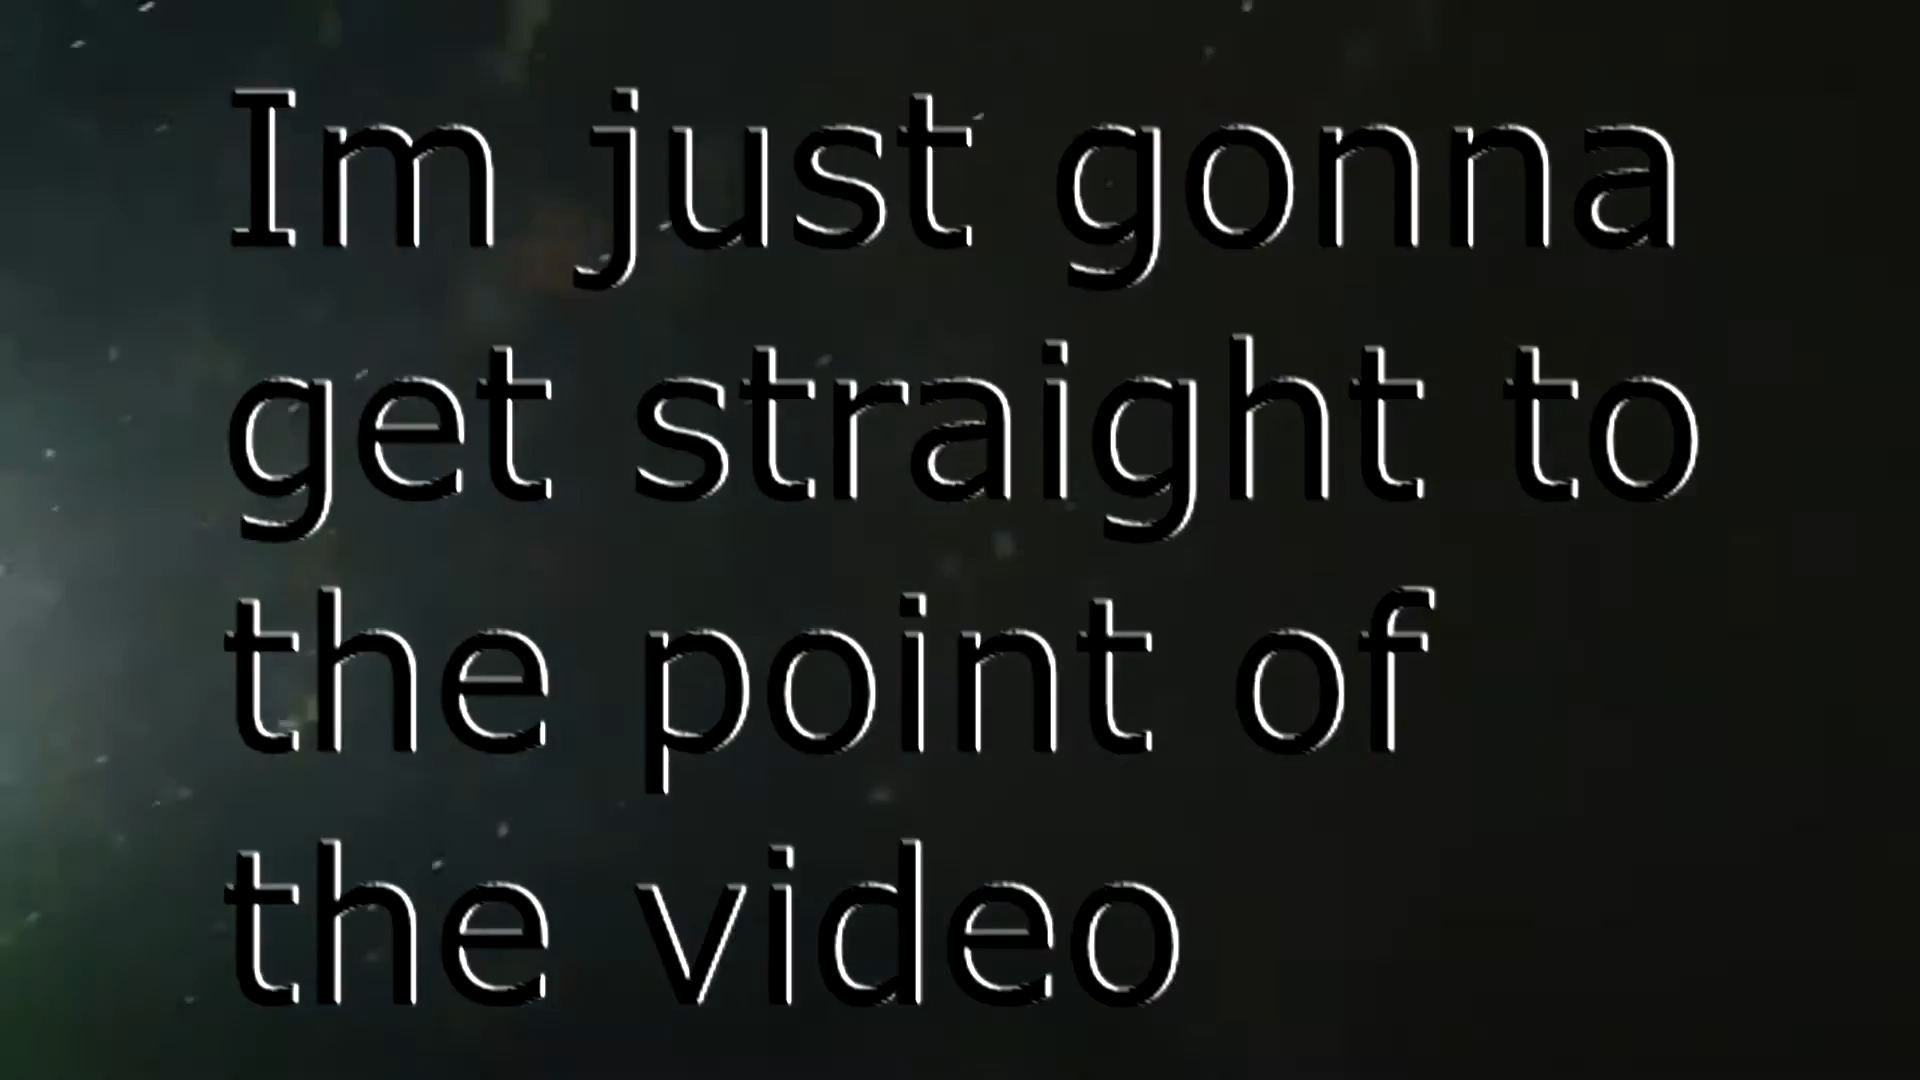 Im just gonna
get straight to
the point of
the video